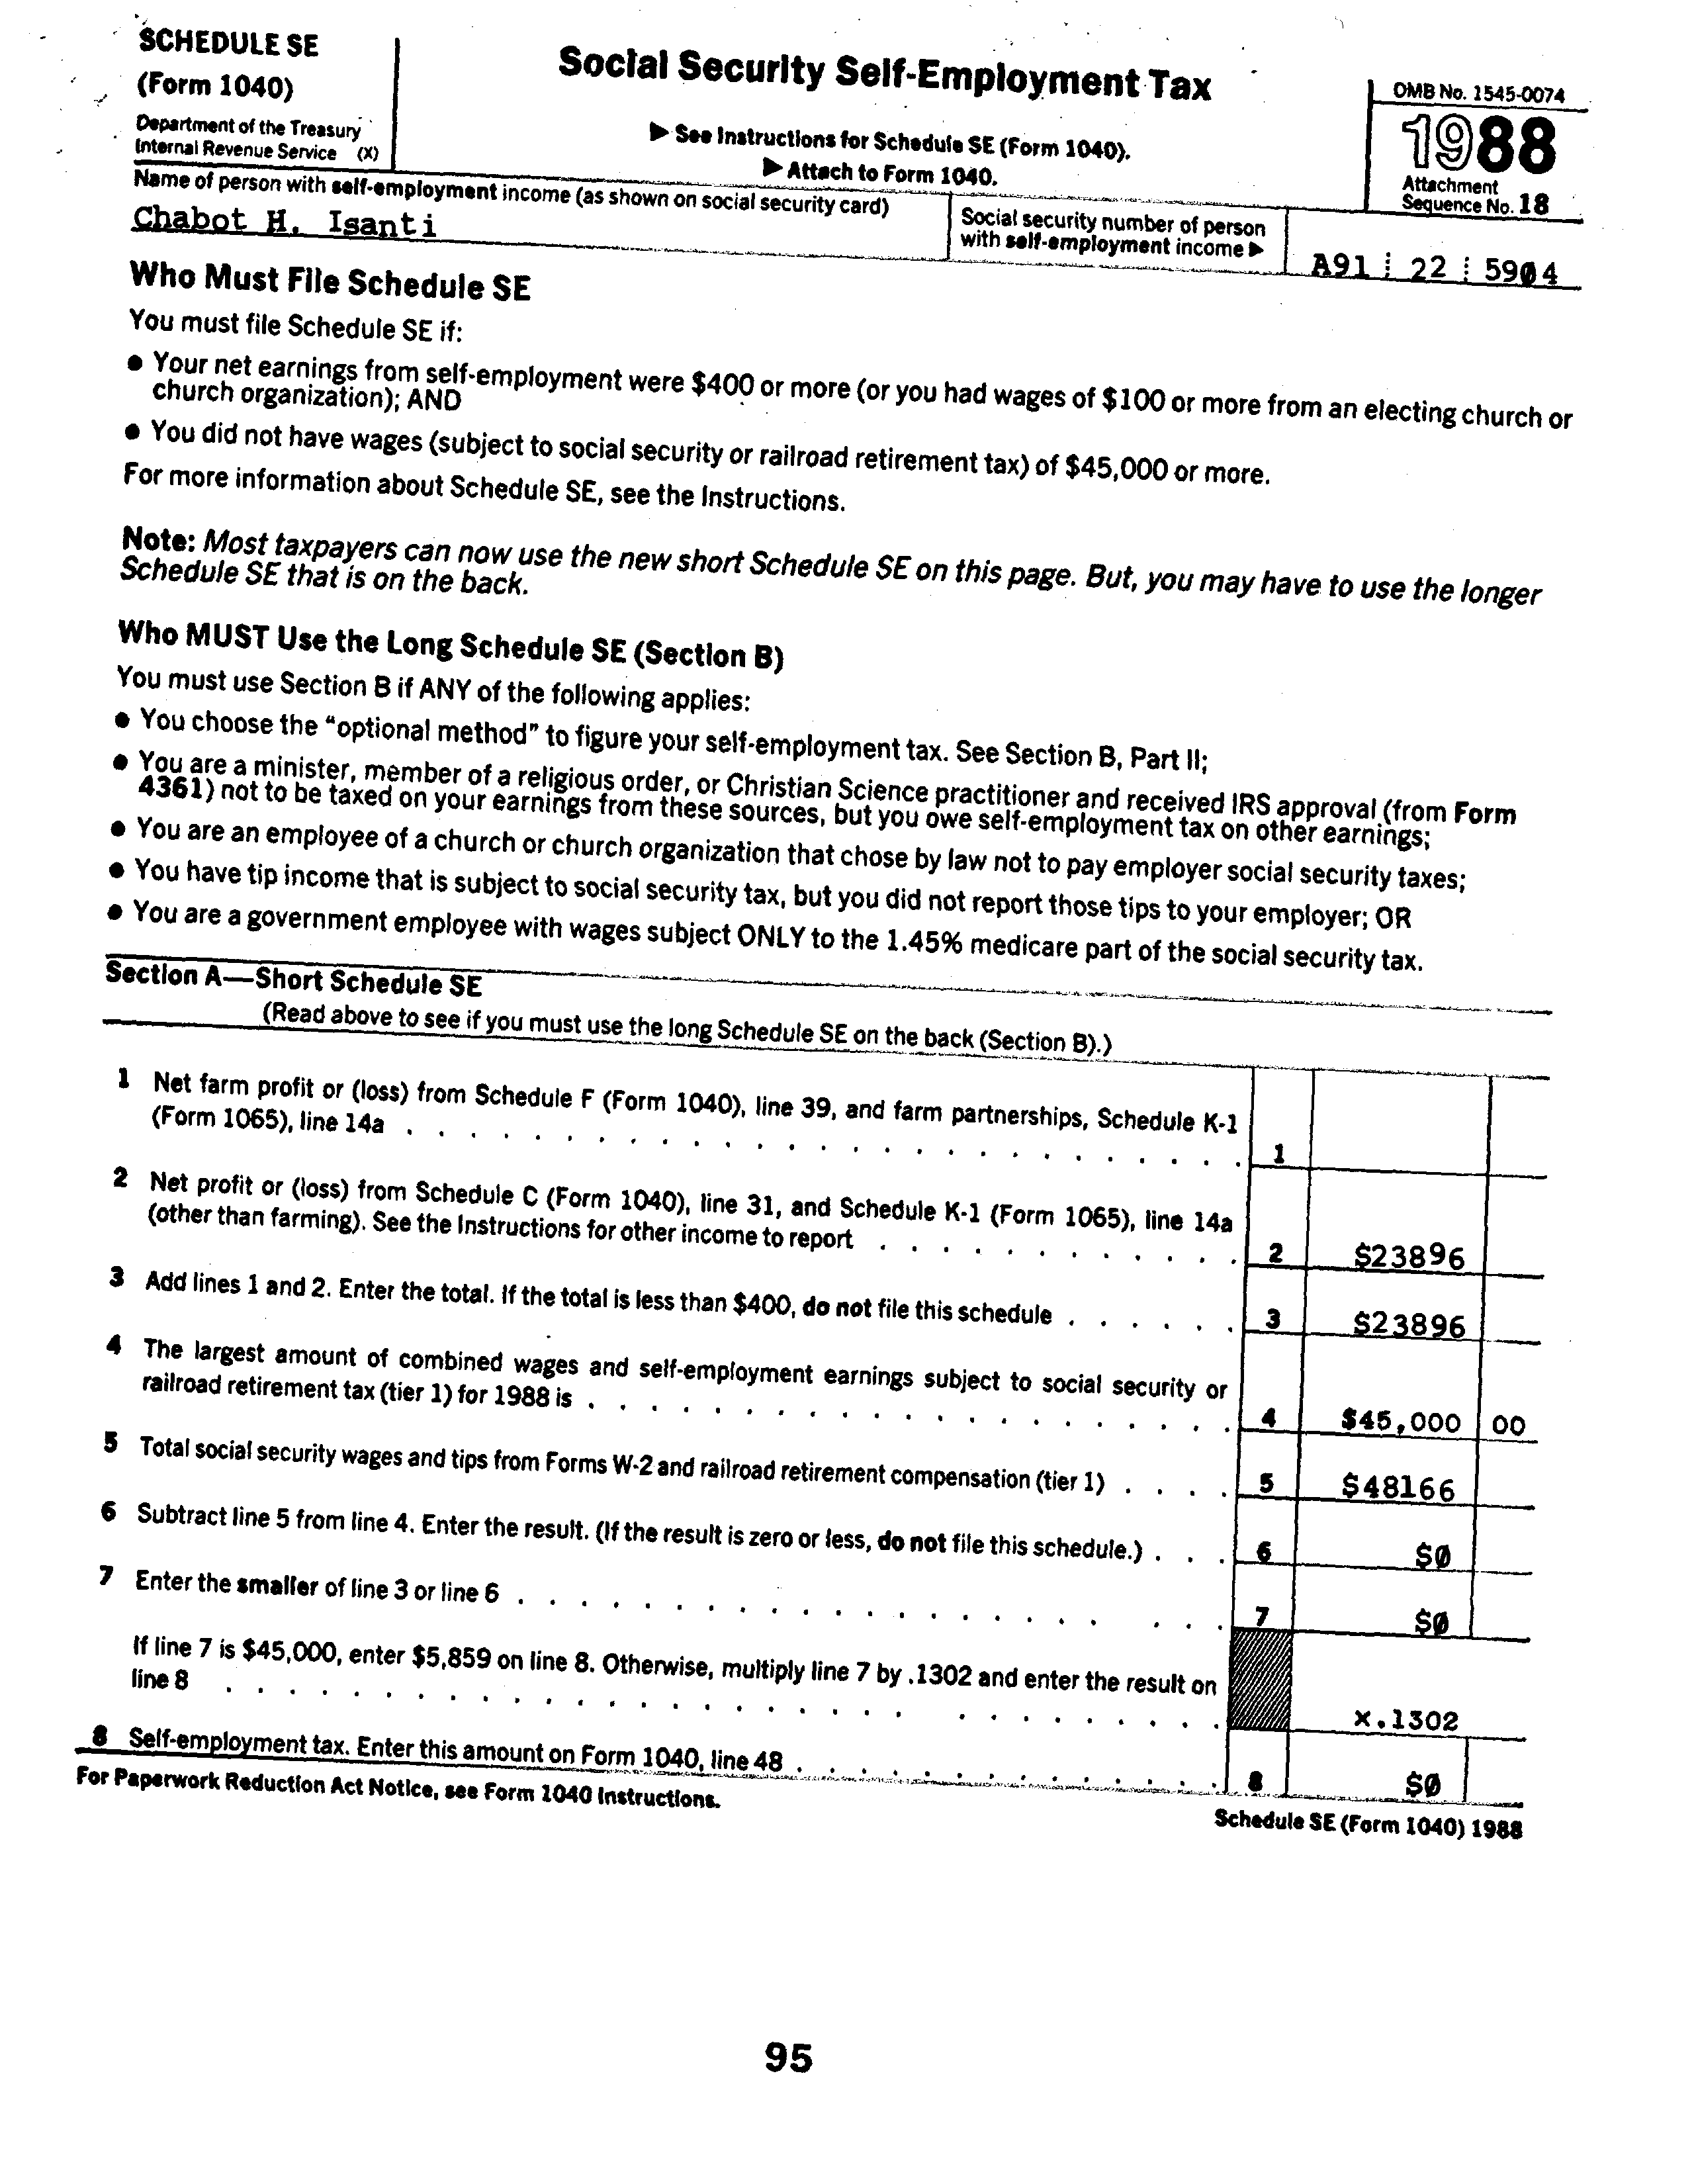 SCHEDULE SE
(Form 1040)
Department of the Treasury
Internal Revenue Service (X)
Social Security Self-Employment Tax
▶ See Instructions for Schedule SE (Form 1040).
▶ Attach to Form 1040.
OMB No. 1545-0074
1988
Attachment
Sequence No. 18
Name of person with self-employment income (as shown on social security card)
Chabot H. Isanti
Social security number of person
with self-employment income ▶
A91 22 5904
Who Must File Schedule SE
You must file Schedule SE if:
● Your net earnings from self-employment were $400 or more (or you had wages of $100 or more from an electing church or
church organization); AND
● You did not have wages (subject to social security or railroad retirement tax) of $45,000 or more.
For more information about Schedule SE, see the Instructions.
Note: Most taxpayers can now use the new short Schedule SE on this page. But, you may have to use the longer
Schedule SE that is on the back.
Who MUST Use the Long Schedule SE (Section B)
You must use Section B if ANY of the following applies:
● You choose the "optional method" to figure your self-employment tax. See Section B, Part II;
● You are a minister, member of a religious order, or Christian Science practitioner and received IRS approval (from Form
4361) not to be taxed on your earnings from these sources, but you owe self-employment tax on other earnings;
● You are an employee of a church or church organization that chose by law not to pay employer social security taxes;
● You have tip income that is subject to social security tax, but you did not report those tips to your employer; OR
● You are a government employee with wages subject ONLY to the 1.45% medicare part of the social security tax.
Section A—Short Schedule SE
(Read above to see if you must use the long Schedule SE on the back (Section B).)
1 Net farm profit or (loss) from Schedule F (Form 1040), line 39, and farm partnerships, Schedule K-1
(Form 1065), line 14a . . . . . . . . . . . . . . . . . . . . . . . . . . 1
2 Net profit or (loss) from Schedule C (Form 1040), line 31, and Schedule K-1 (Form 1065), line 14a
(other than farming). See the Instructions for other income to report . . . . . . . . . . . . 2 $23896
3 Add lines 1 and 2. Enter the total. If the total is less than $400, do not file this schedule . . . . . . 3 $23896
4 The largest amount of combined wages and self-employment earnings subject to social security or
railroad retirement tax (tier 1) for 1988 is . . . . . . . . . . . . . . . . . . . . . 4 $45,000 00
5 Total social security wages and tips from Forms W-2 and railroad retirement compensation (tier 1) . . . . 5 $48166
6 Subtract line 5 from line 4. Enter the result. (If the result is zero or less, do not file this schedule.) . . . 6 $0
7 Enter the smaller of line 3 or line 6 . . . . . . . . . . . . . . . . . . . . . . 7 $0
If line 7 is $45,000, enter $5,859 on line 8. Otherwise, multiply line 7 by .1302 and enter the result on
line 8 . . . . . . . . . . . . . . . . . . . . . . . . . . . . . . . x.1302
8 Self-employment tax. Enter this amount on Form 1040, line 48 . . . . . . . . . . . . . . 8 $0
For Paperwork Reduction Act Notice, see Form 1040 Instructions.
Schedule SE (Form 1040) 1988
95